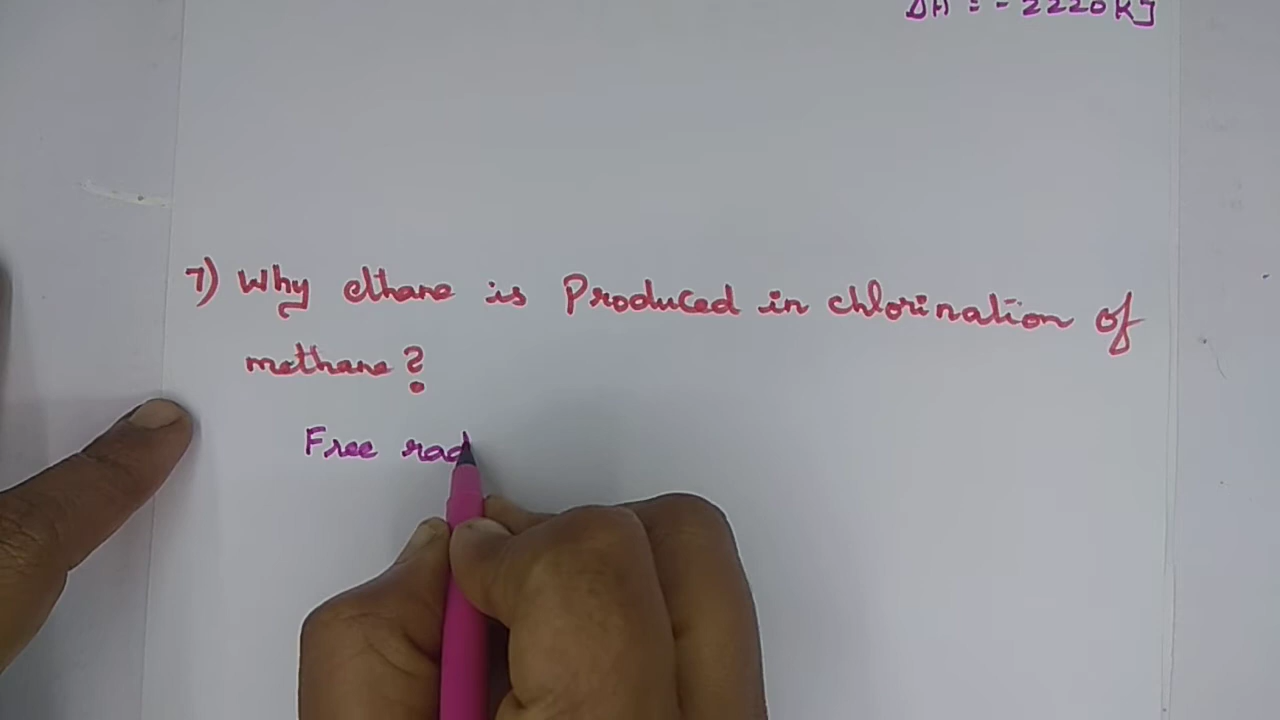 ΔH = - 2220 KJ
7) Why ethane is Produced in chlorination of
methane?
Free rad